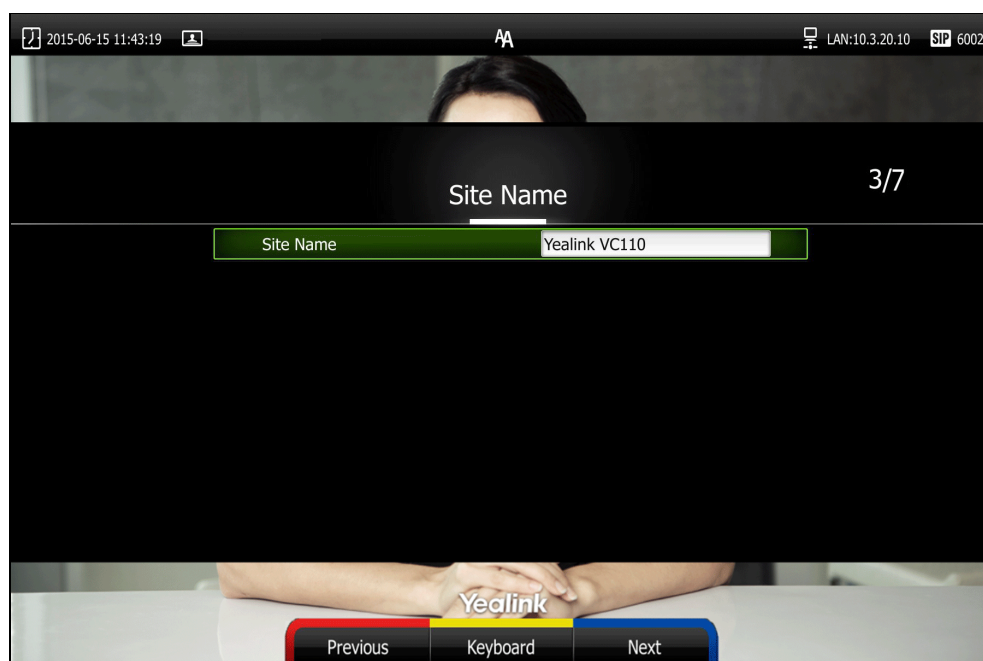 2015-06-15 11:43:19 AA LAN:10.3.20.10 SIP 6002
3/7
Site Name
Site Name Yealink VC110
Yealink
Previous Keyboard Next